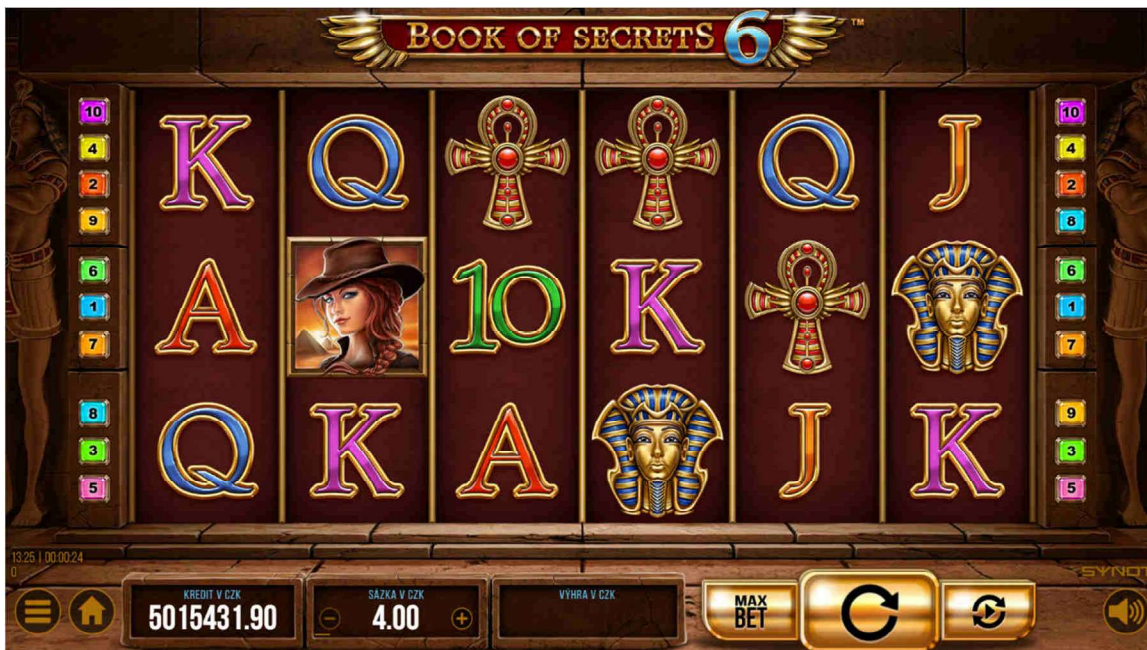 BOOK OF SECRETS 6™
10 K Q Q J 10
4 4
2 2
9 8
6 6
1 A 10 K 1
7 7
8 9
3 Q K A J K 3
5 5
13:25 | 00:00:24
0
SYNOT
KREDIT V CZK SÁZKA V CZK VÝHRA V CZK
5015431.90 4.00 MAX
BET